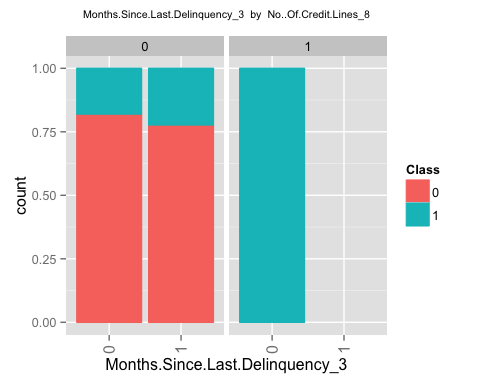 Months.Since.Last.Delinquency_3 by No..Of.Credit.Lines_8
0 1
1.00
0.75
0.50
0.25
0.00
count
0 1 0 1
Months.Since.Last.Delinquency_3
Class
0
1